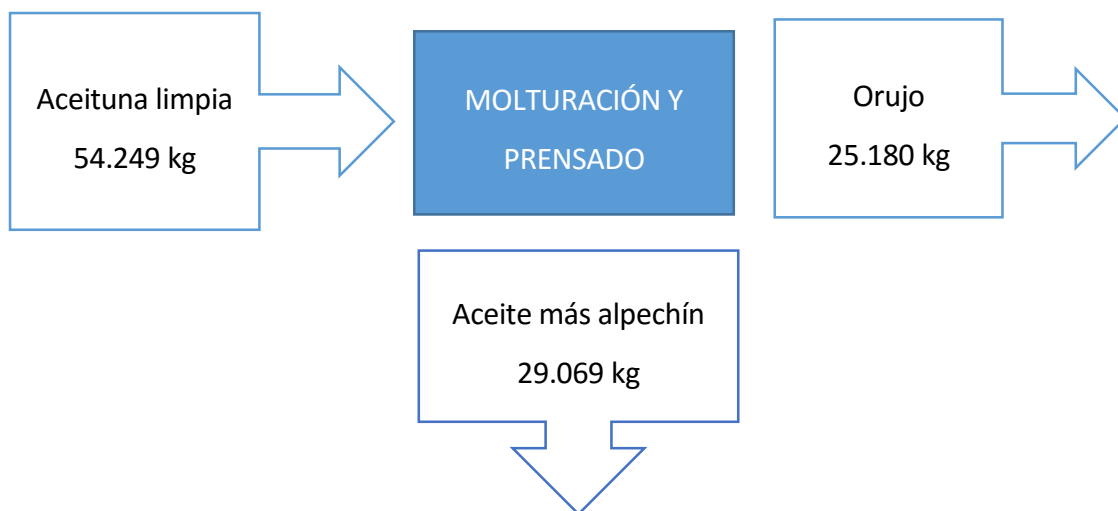 Aceituna limpia
54.249 kg
MOLTURACIÓN Y
PRENSADO
Orujo
25.180 kg
Aceite más alpechín
29.069 kg